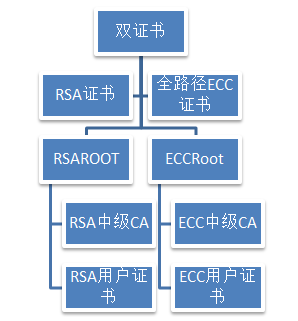 双证书
RSA证书
全路径ECC
证书
RSAROOT
ECCRoot
RSA中级CA
ECC中级CA
RSA用户证
书
ECC用户证
书